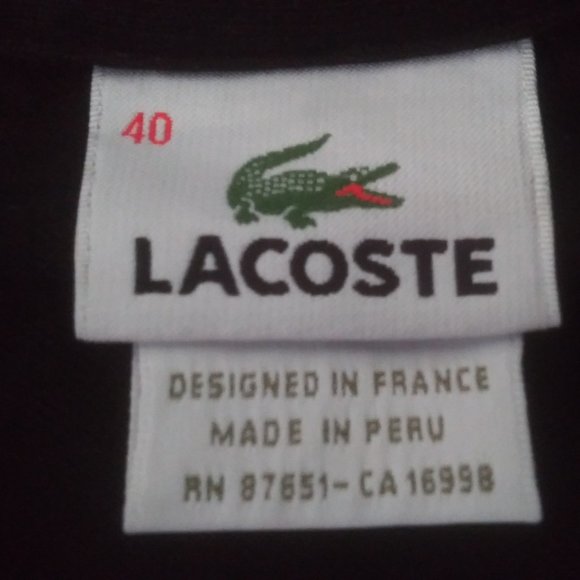 40
LACOSTE
DESIGNED IN FRANCE
MADE IN PERU
RN 87651-CA 16998